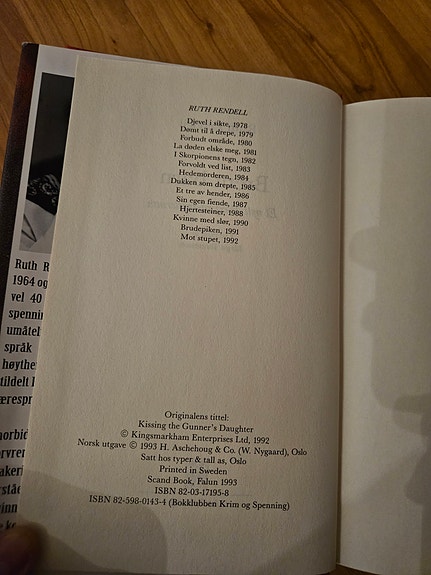 RUTH RENDELL
Djevel i sikte, 1978
Dømt til å drepe, 1979
Forbudt område, 1980
La døden elske meg, 1981
I Skorpionens tegn, 1982
Forvoldt ved list, 1983
Hedemorderen, 1984
Dukken som drepte, 1985
Et tre av hender, 1986
Sin egen fiende, 1987
Hjertesteiner, 1988
Kvinne med slør, 1990
Brudepiken, 1991
Mot stupet, 1992
Ruth R
1964 og
vel 40
spennin
umåtel
språk
høythe
tildelt
ærespr
Originalens tittel:
Kissing the Gunner's Daughter
© Kingsmarkham Enterprises Ltd, 1992
Norsk utgave © 1993 H. Aschehoug & Co. (W. Nygaard), Oslo
Satt hos typer & tall as, Oslo
Printed in Sweden
Scand Book, Falun 1993
ISBN 82-03-17195-8
ISBN 82-598-0143-4 (Bokklubben Krim og Spenning)